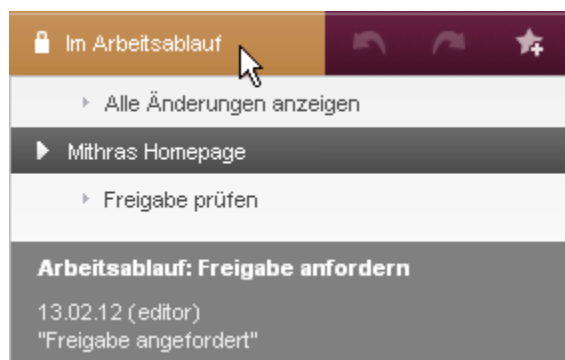 Im Arbeitsablauf
Alle Änderungen anzeigen
Mithras Homepage
Freigabe prüfen
Arbeitsablauf: Freigabe anfordern
13.02.12 (editor)
"Freigabe angefordert"